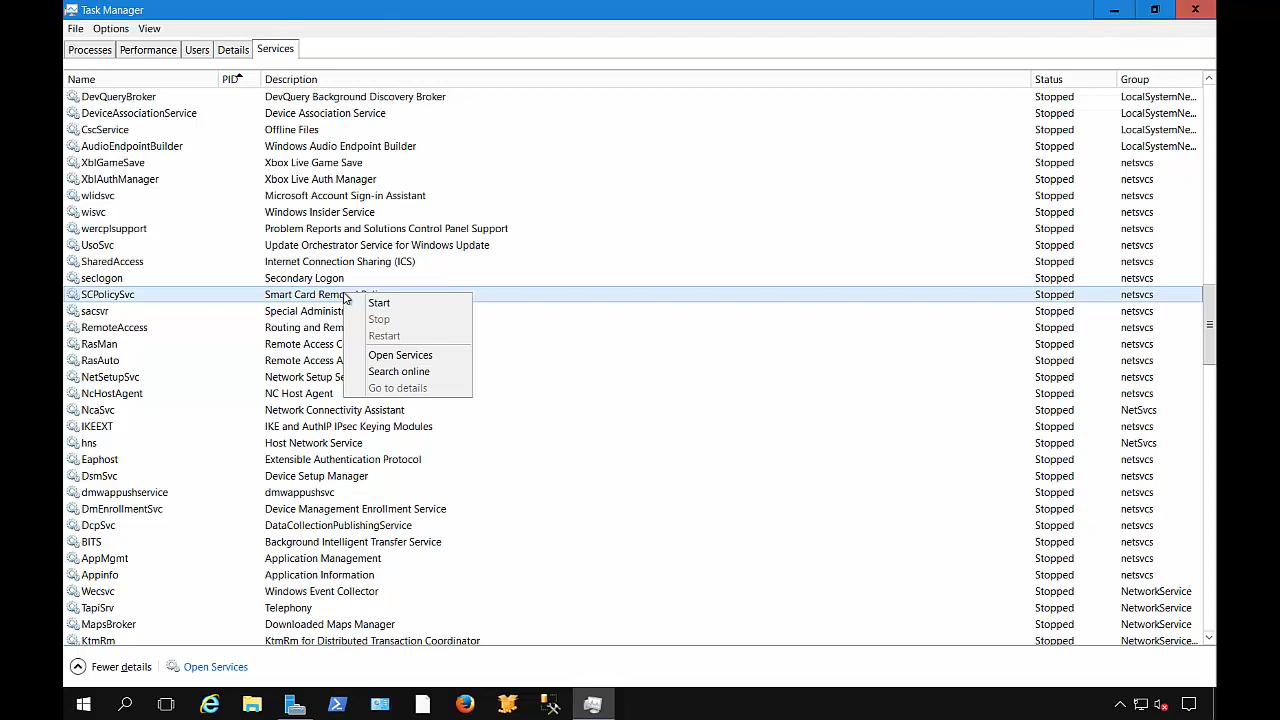 Task Manager
File Options View
Processes Performance Users Details Services
Name PID Description Status Group
DevQueryBroker DevQuery Background Discovery Broker Stopped LocalSystemNe...
DeviceAssociationService Device Association Service Stopped LocalSystemNe...
CscService Offline Files Stopped LocalSystemNe...
AudioEndpointBuilder Windows Audio Endpoint Builder Stopped LocalSystemNe...
XblGameSave Xbox Live Game Save Stopped netsvcs
XblAuthManager Xbox Live Auth Manager Stopped netsvcs
wlidsvc Microsoft Account Sign-in Assistant Stopped netsvcs
wisvc Windows Insider Service Stopped netsvcs
wercplsupport Problem Reports and Solutions Control Panel Support Stopped netsvcs
UsoSvc Update Orchestrator Service for Windows Update Stopped netsvcs
SharedAccess Internet Connection Sharing (ICS) Stopped netsvcs
seclogon Secondary Logon Stopped netsvcs
SCPolicySvc Smart Card Remo Stopped netsvcs
Start
sacsvr Special Administ Stopped netsvcs
Stop
RemoteAccess Routing and Rem Stopped netsvcs
Restart
RasMan Remote Access C Stopped netsvcs
Open Services
RasAuto Remote Access A Stopped netsvcs
Search online
NetSetupSvc Network Setup Se Stopped netsvcs
Go to details
NcHostAgent NC Host Agent Stopped netsvcs
NcaSvc Network Connectivity Assistant Stopped NetSvcs
IKEEXT IKE and AuthIP IPsec Keying Modules Stopped netsvcs
hns Host Network Service Stopped NetSvcs
Eaphost Extensible Authentication Protocol Stopped netsvcs
DsmSvc Device Setup Manager Stopped netsvcs
dmwappushservice dmwappushsvc Stopped netsvcs
DmEnrollmentSvc Device Management Enrollment Service Stopped netsvcs
DcpSvc DataCollectionPublishingService Stopped netsvcs
BITS Background Intelligent Transfer Service Stopped netsvcs
AppMgmt Application Management Stopped netsvcs
Appinfo Application Information Stopped netsvcs
Wecsvc Windows Event Collector Stopped NetworkService
TapiSrv Telephony Stopped NetworkService
MapsBroker Downloaded Maps Manager Stopped NetworkService
KtmRm KtmRm for Distributed Transaction Coordinator Stopped NetworkService...
Fewer details Open Services